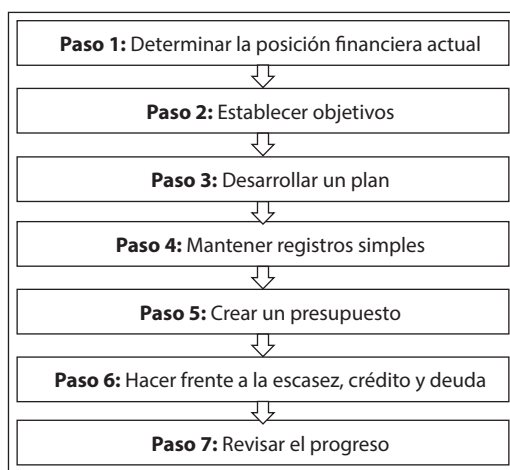 Paso 1: Determinar la posición financiera actual
Paso 2: Establecer objetivos
Paso 3: Desarrollar un plan
Paso 4: Mantener registros simples
Paso 5: Crear un presupuesto
Paso 6: Hacer frente a la escasez, crédito y deuda
Paso 7: Revisar el progreso